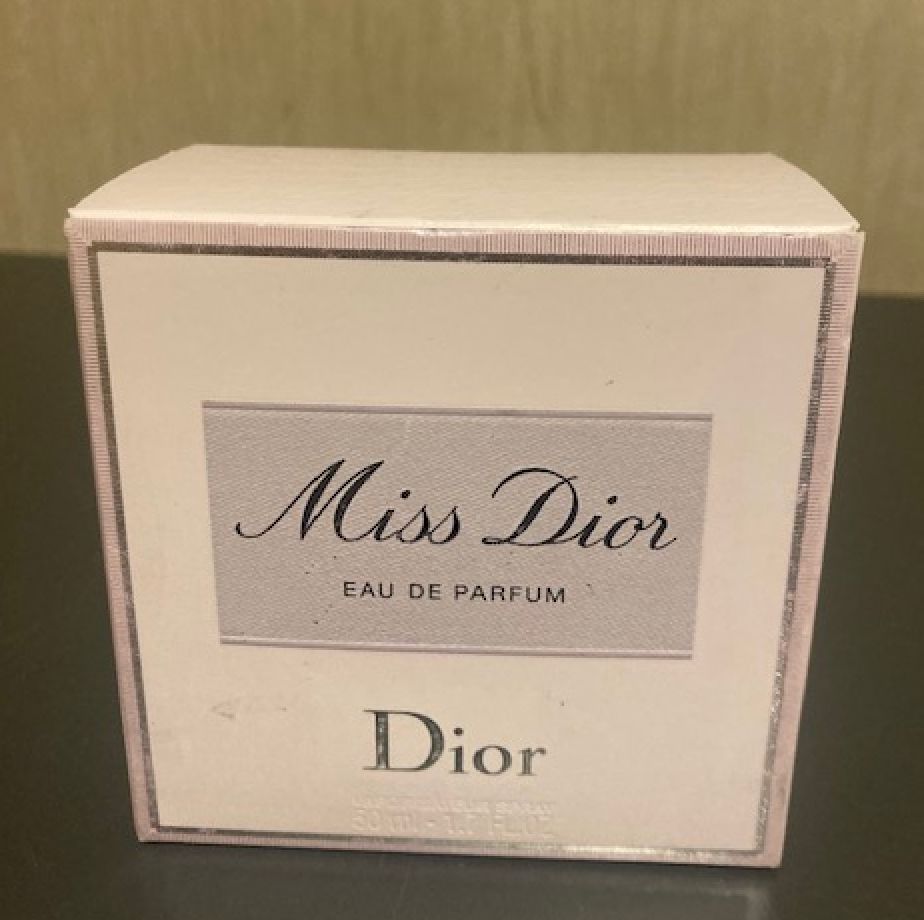 Miss Dior
EAU DE PARFUM
Dior
50 ml - 1.7 FL.OZ